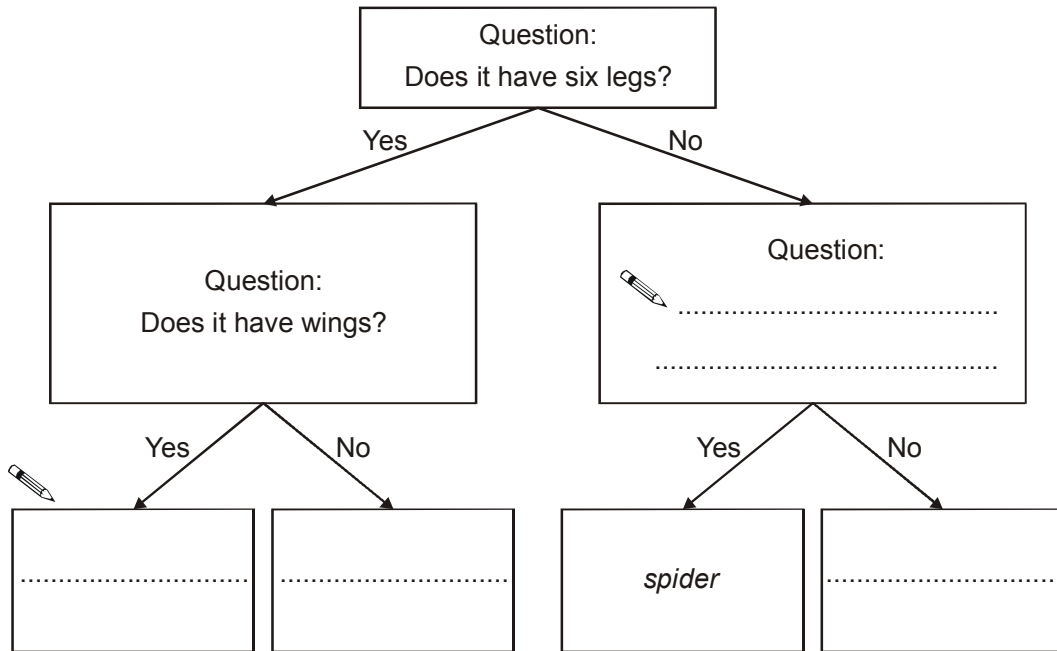 Question:
Does it have six legs?
Yes
No
Question:
Does it have wings?
Question:
........................................
...........................................
Yes
No
Yes
No
.............................
.............................
spider
.............................